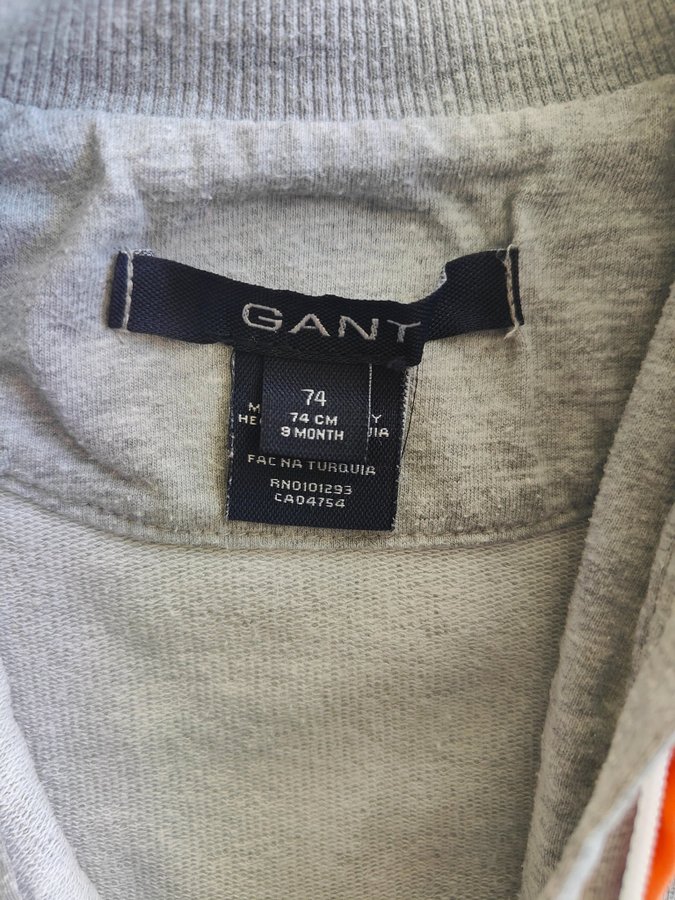 GANT
74
74 CM
9 MONTH
FAC NA TURQUIA
RN0101293
CA04754